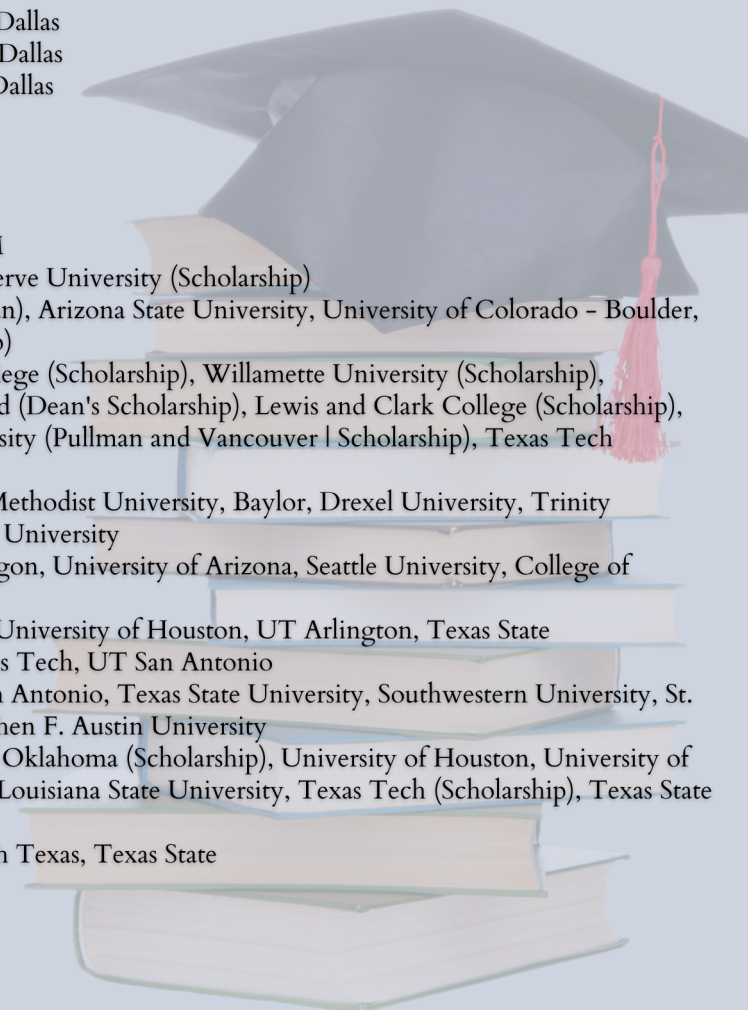 Dallas
Dallas
Dallas
erve University (Scholarship)
n), Arizona State University, University of Colorado - Boulder,
)
lege (Scholarship), Willamette University (Scholarship),
d (Dean's Scholarship), Lewis and Clark College (Scholarship),
sity (Pullman and Vancouver | Scholarship), Texas Tech
Methodist University, Baylor, Drexel University, Trinity
University
gon, University of Arizona, Seattle University, College of
University of Houston, UT Arlington, Texas State
s Tech, UT San Antonio
n Antonio, Texas State University, Southwestern University, St.
hen F. Austin University
Oklahoma (Scholarship), University of Houston, University of
Louisiana State University, Texas Tech (Scholarship), Texas State
h Texas, Texas State